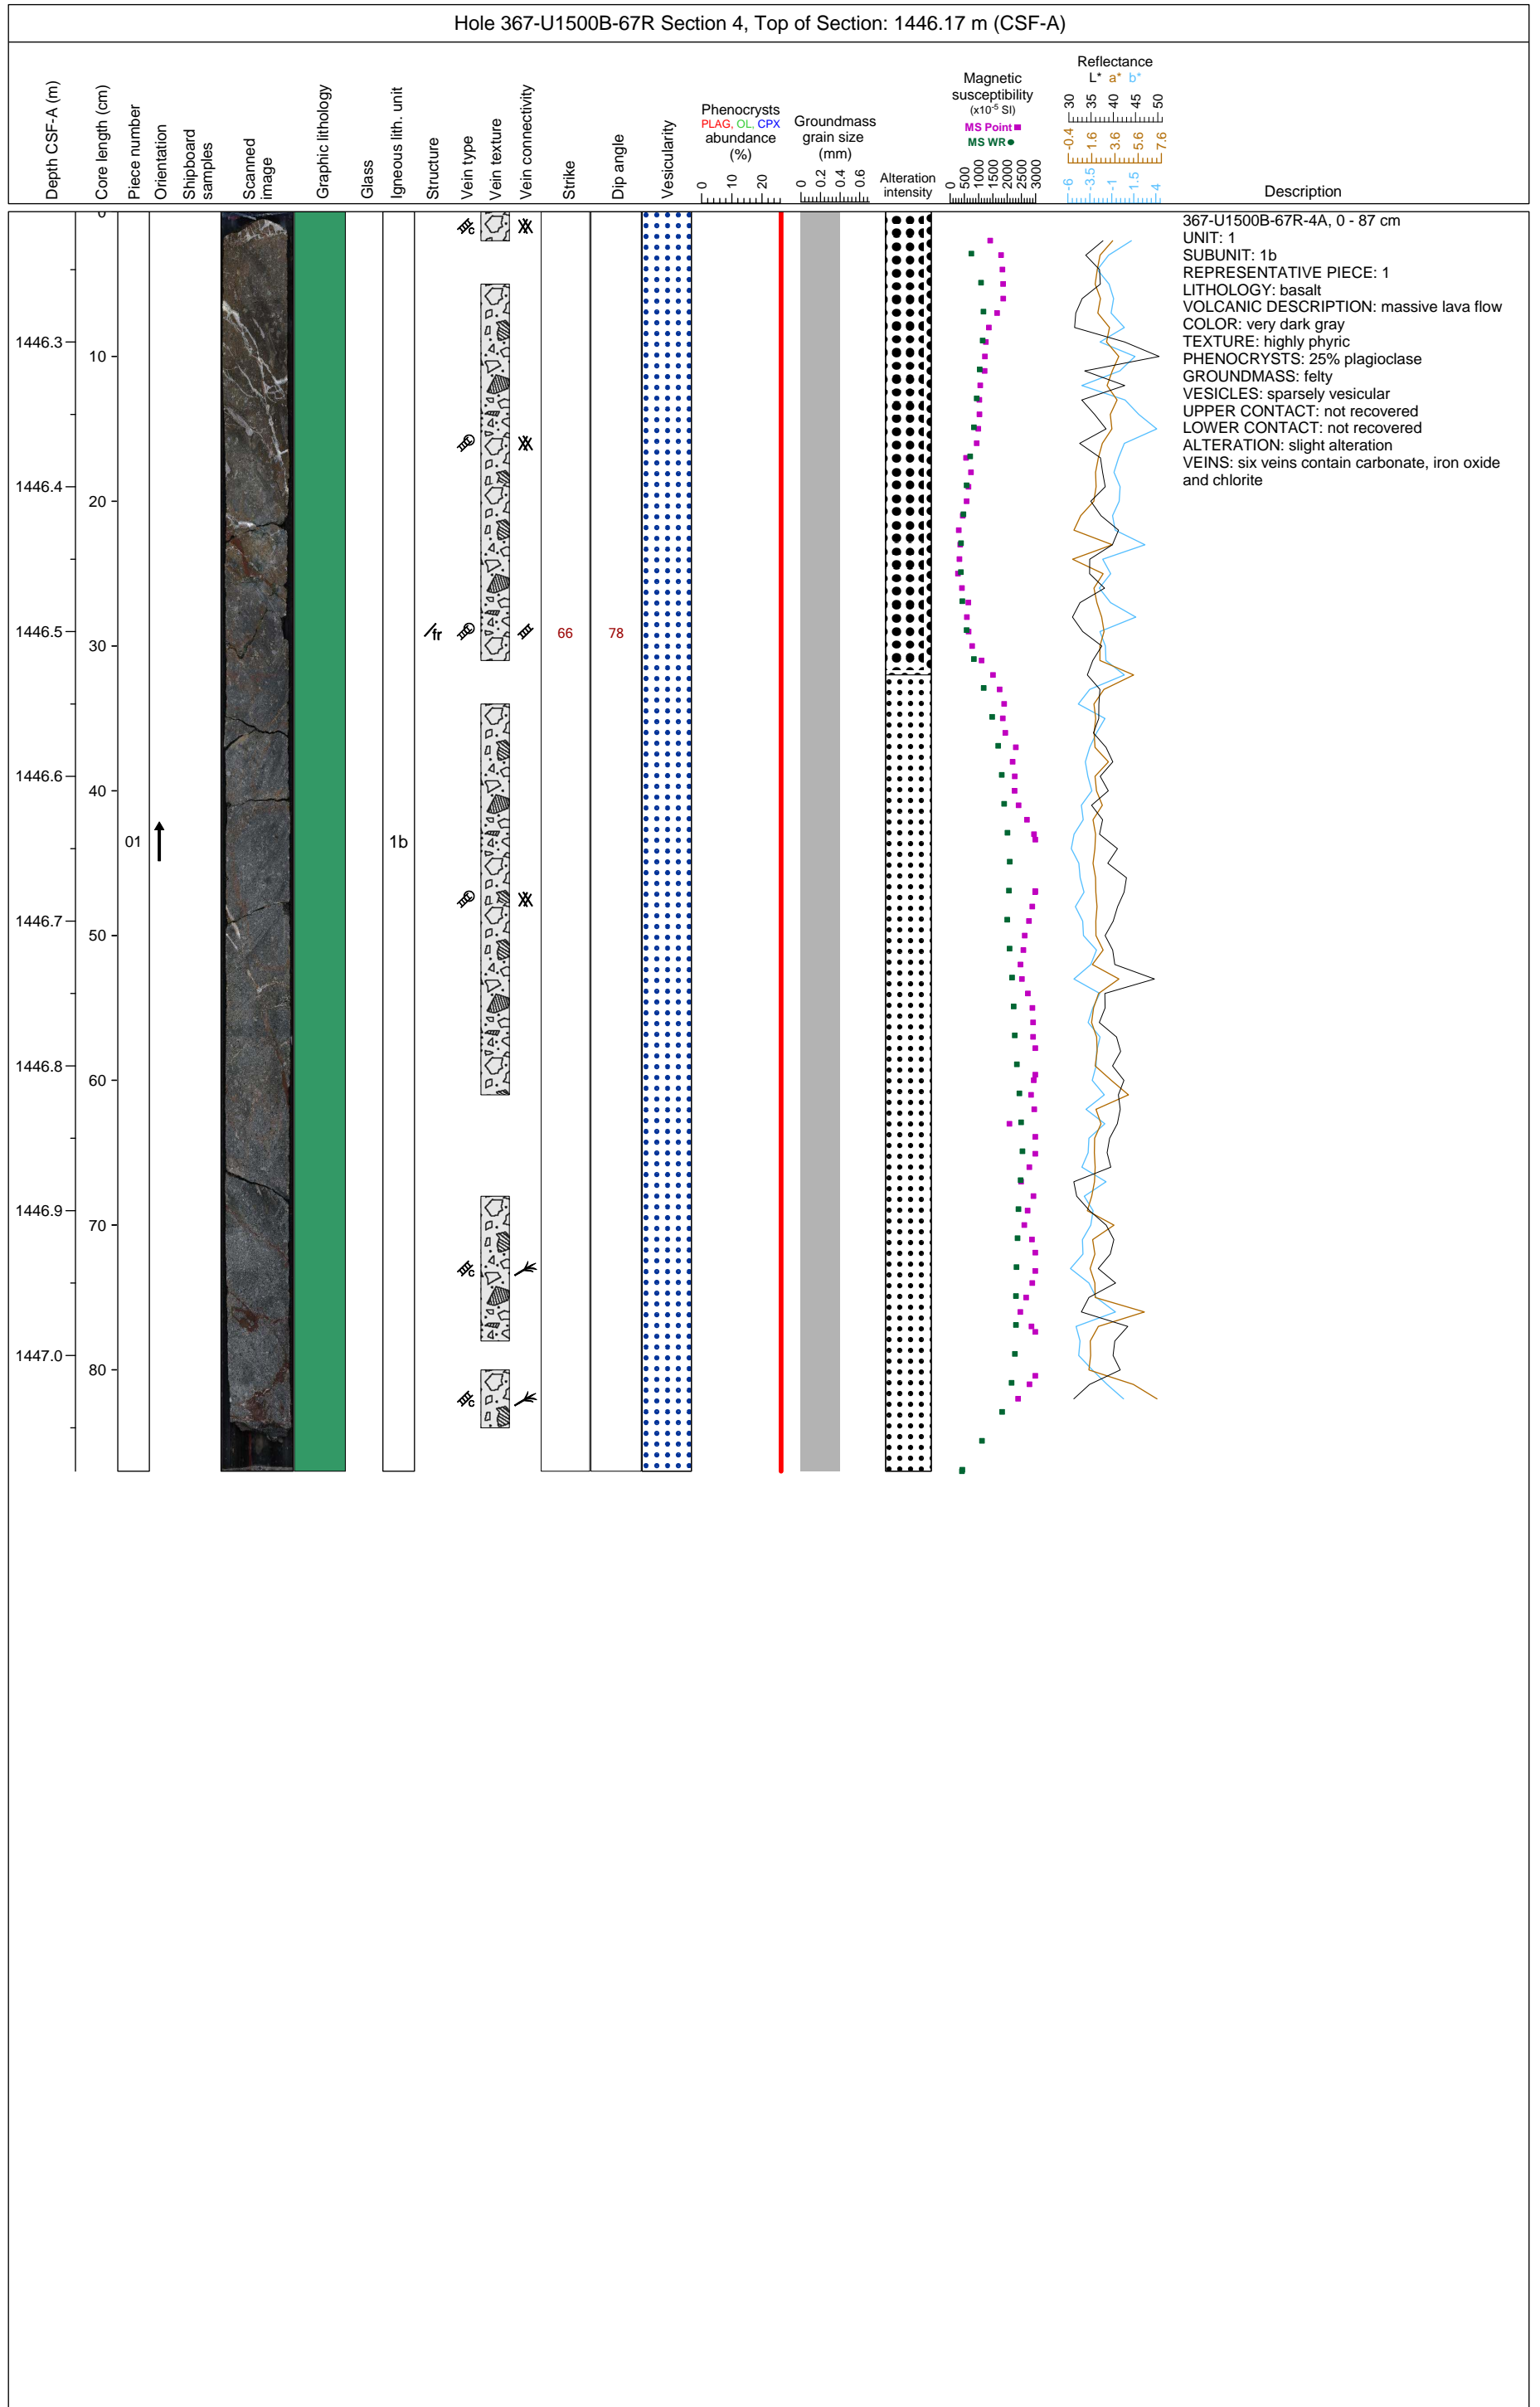 Hole 367-U1500B-67R Section 4, Top of Section: 1446.17 m (CSF-A)
Depth CSF-A (m)
Core length (cm)
Piece number
Orientation
Shipboard
samples
Scanned
image
Graphic lithology
Glass
Igneous lith. unit
Structure
Vein type
Vein texture
Vein connectivity
Strike
Dip angle
Vesicularity
Phenocrysts
PLAG, OL, CPX
abundance
(%)
0 10 20
Groundmass
grain size
(mm)
0 0.2 0.4 0.6
Alteration
intensity
Magnetic
susceptibility
(x10⁻⁵ SI)
MS Point
MS WR
0 500 1000 1500 2000 2500 3000
Reflectance
L* a* b*
30 35 40 45 50
-0.4 1.6 3.6 5.6 7.6
-6 -3.5 -1 1.5 4
Description
0
1446.3 10
1446.4 20
1446.5 30
1446.6 40
1446.7 50
1446.8 60
1446.9 70
1447.0 80
01
1b
c
fr
66 78
c
c
367-U1500B-67R-4A, 0 - 87 cm
UNIT: 1
SUBUNIT: 1b
REPRESENTATIVE PIECE: 1
LITHOLOGY: basalt
VOLCANIC DESCRIPTION: massive lava flow
COLOR: very dark gray
TEXTURE: highly phyric
PHENOCRYSTS: 25% plagioclase
GROUNDMASS: felty
VESICLES: sparsely vesicular
UPPER CONTACT: not recovered
LOWER CONTACT: not recovered
ALTERATION: slight alteration
VEINS: six veins contain carbonate, iron oxide
and chlorite